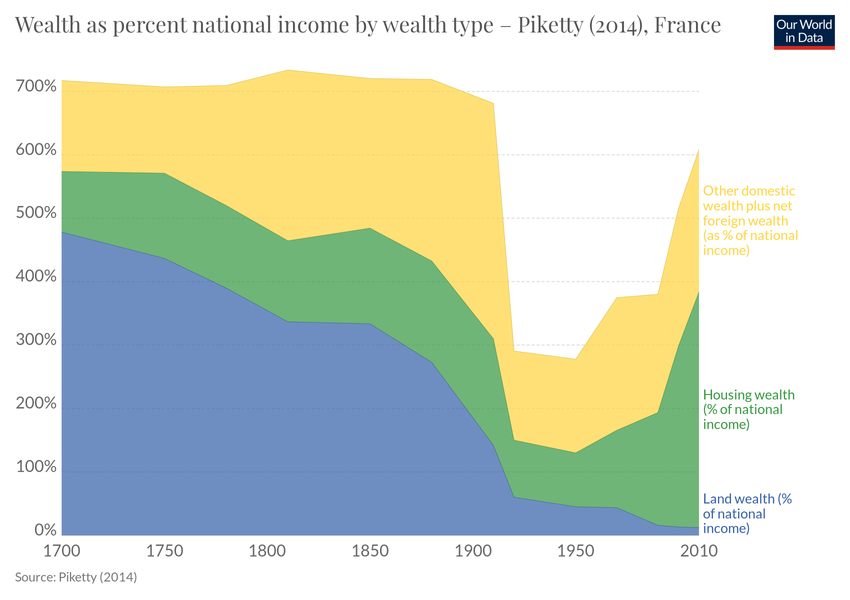 Wealth as percent national income by wealth type – Piketty (2014), France
Our World
in Data
700%
600%
500%
400%
300%
200%
100%
0%
Other domestic
wealth plus net
foreign wealth
(as % of national
income)
Housing wealth
(% of national
income)
Land wealth (%
of national
income)
1700
1750
1800
1850
1900
1950
2010
Source: Piketty (2014)